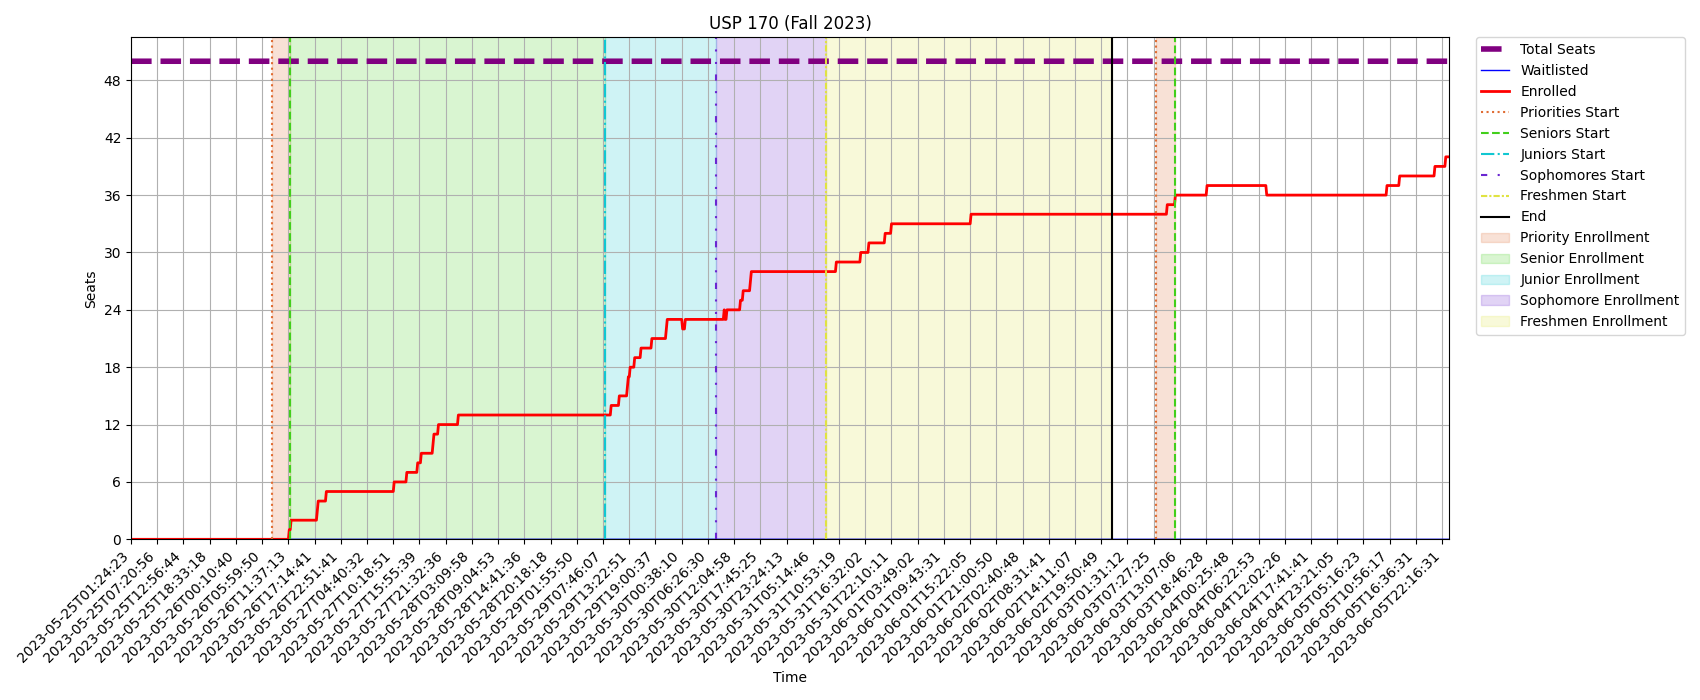 USP 170 (Fall 2023)
Total Seats
Waitlisted
Enrolled
Priorities Start
Seniors Start
Juniors Start
Sophomores Start
Freshmen Start
End
Priority Enrollment
Senior Enrollment
Junior Enrollment
Sophomore Enrollment
Freshmen Enrollment
Seats
48
42
36
30
24
18
12
6
0
2023-05-25T01:24:23
2023-05-25T07:20:56
2023-05-25T12:56:44
2023-05-25T18:33:18
2023-05-26T00:10:40
2023-05-26T05:59:50
2023-05-26T11:37:13
2023-05-26T17:14:41
2023-05-26T22:51:41
2023-05-27T04:40:32
2023-05-27T10:18:51
2023-05-27T15:55:39
2023-05-27T21:32:36
2023-05-28T03:09:58
2023-05-28T09:04:53
2023-05-28T14:41:36
2023-05-28T20:18:18
2023-05-29T01:55:50
2023-05-29T07:46:07
2023-05-29T13:22:51
2023-05-29T19:00:37
2023-05-30T00:38:10
2023-05-30T06:26:30
2023-05-30T12:04:58
2023-05-30T17:45:25
2023-05-30T23:24:13
2023-05-31T05:14:46
2023-05-31T10:53:19
2023-05-31T16:32:02
2023-05-31T22:10:11
2023-06-01T03:49:02
2023-06-01T09:43:31
2023-06-01T15:22:05
2023-06-01T21:00:50
2023-06-02T02:40:48
2023-06-02T08:31:41
2023-06-02T14:11:07
2023-06-02T19:50:49
2023-06-03T01:31:12
2023-06-03T07:27:25
2023-06-03T13:07:06
2023-06-03T18:46:28
2023-06-04T00:25:48
2023-06-04T06:22:53
2023-06-04T12:02:26
2023-06-04T17:41:41
2023-06-04T23:21:05
2023-06-05T05:16:23
2023-06-05T10:56:17
2023-06-05T16:36:31
2023-06-05T22:16:31
Time